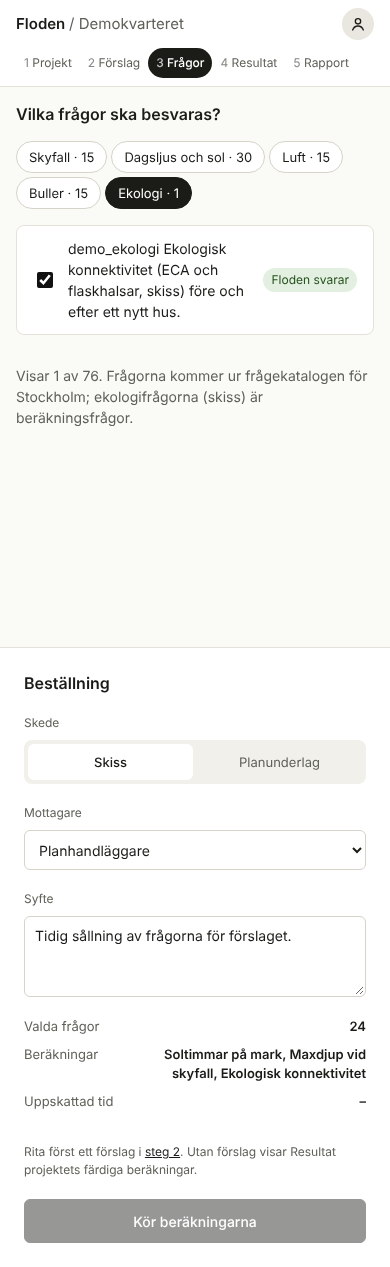 Floden / Demokvarteret
1 Projekt 2 Förslag 3 Frågor 4 Resultat 5 Rapport
Vilka frågor ska besvaras?
Skyfall · 15 Dagsljus och sol · 30 Luft · 15
Buller · 15 Ekologi · 1
demo_ekologi Ekologisk
konnektivitet (ECA och
flaskhalsar, skiss) före och
efter ett nytt hus.
Floden svarar
Visar 1 av 76. Frågorna kommer ur frågekatalogen för
Stockholm; ekologifrågorna (skiss) är
beräkningsfrågor.
Beställning
Skede
Skiss Planunderlag
Mottagare
Planhandläggare
Syfte
Tidig sållning av frågorna för förslaget.
Valda frågor 24
Beräkningar Soltimmar på mark, Maxdjup vid
skyfall, Ekologisk konnektivitet
Uppskattad tid –
Rita först ett förslag i steg 2. Utan förslag visar Resultat
projektets färdiga beräkningar.
Kör beräkningarna